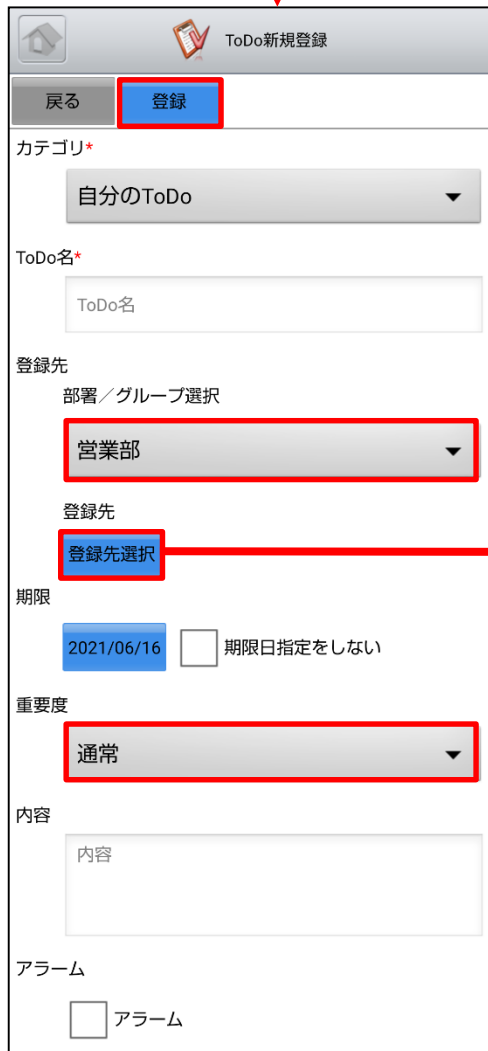 ToDo新規登録
戻る 登録
カテゴリ*
自分のToDo
ToDo名*
ToDo名
登録先
部署／グループ選択
営業部
登録先
登録先選択
期限
2021/06/16 期限日指定をしない
重要度
通常
内容
内容
アラーム
アラーム